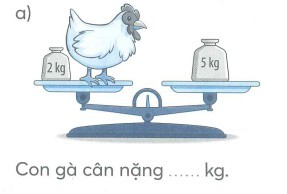 a)
2 kg
5 kg
Con gà cân nặng ...... kg.